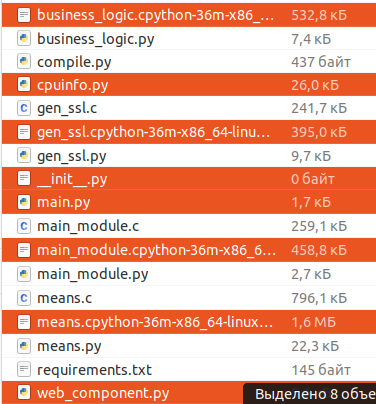 business_logic.cpython-36m-x86_... 532,8 кБ
business_logic.py 7,4 кБ
compile.py 437 байт
cpuinfo.py 26,0 кБ
gen_ssl.c 241,7 кБ
gen_ssl.cpython-36m-x86_64-linu... 395,0 кБ
gen_ssl.py 9,7 кБ
__init__.py 0 байт
main.py 1,7 кБ
main_module.c 259,1 кБ
main_module.cpython-36m-x86_6... 458,8 кБ
main_module.py 2,7 кБ
means.c 796,1 кБ
means.cpython-36m-x86_64-linux... 1,6 МБ
means.py 22,3 кБ
requirements.txt 145 байт
web_component.py
Выделено 8 объе